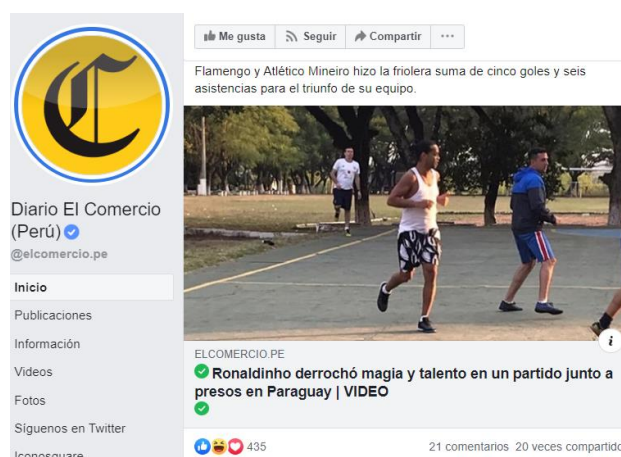 Me gusta
Seguir
Compartir
Flamengo y Atlético Mineiro hizo la friolera suma de cinco goles y seis
asistencias para el triunfo de su equipo.
Diario El Comercio
(Perú)
@elcomercio.pe
Inicio
Publicaciones
Información
Videos
Fotos
Síguenos en Twitter
Iconosquare
ELCOMERCIO.PE
Ronaldinho derrochó magia y talento en un partido junto a
presos en Paraguay | VIDEO
435
21 comentarios 20 veces compartido